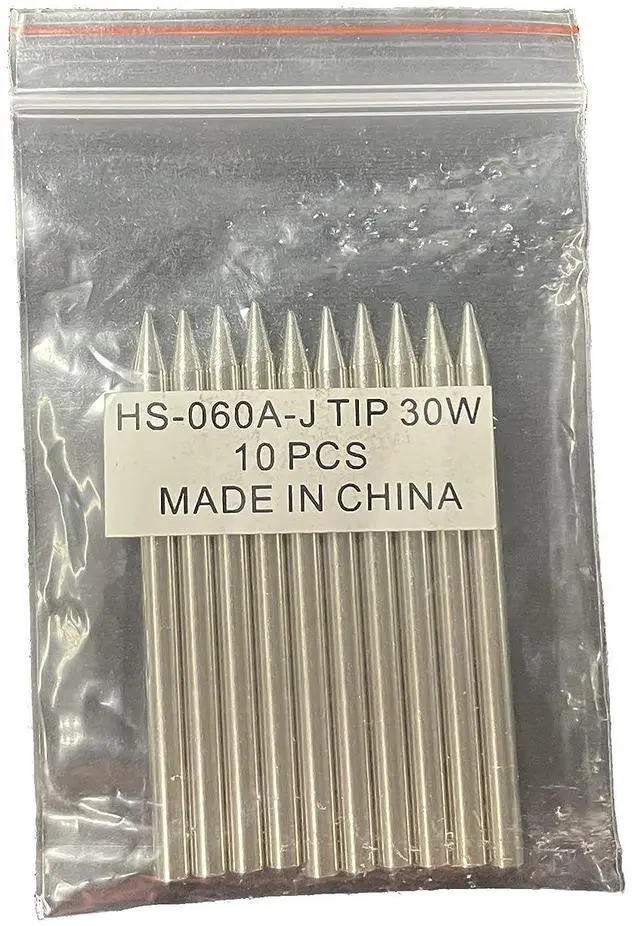 HS-060A-J TIP 30W
10 PCS
MADE IN CHINA